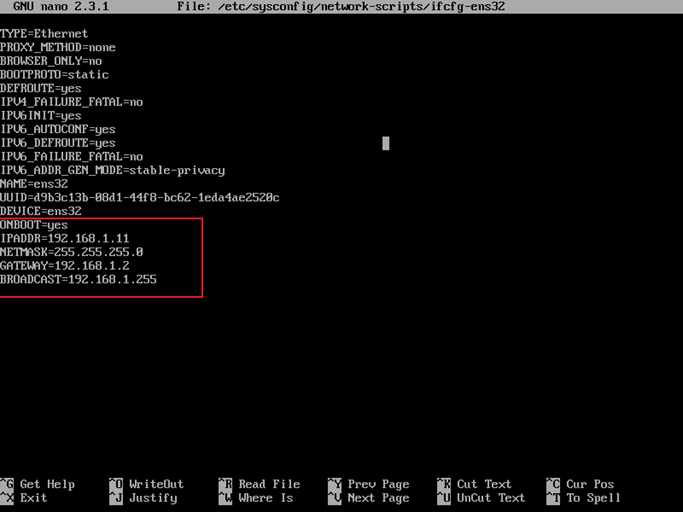 GNU nano 2.3.1 File: /etc/sysconfig/network-scripts/ifcfg-ens32
TYPE=Ethernet
PROXY_METHOD=none
BROWSER_ONLY=no
BOOTPROTO=static
DEFROUTE=yes
IPV4_FAILURE_FATAL=no
IPV6INIT=yes
IPV6_AUTOCONF=yes
IPV6_DEFROUTE=yes
IPV6_FAILURE_FATAL=no
IPV6_ADDR_GEN_MODE=stable-privacy
NAME=ens32
UUID=d9b3c13b-08d1-44f8-bc62-1eda4ae2520c
DEVICE=ens32
ONBOOT=yes
IPADDR=192.168.1.11
NETMASK=255.255.255.0
GATEWAY=192.168.1.2
BROADCAST=192.168.1.255
^G Get Help ^O WriteOut ^R Read File ^Y Prev Page ^K Cut Text ^C Cur Pos
^X Exit ^J Justify ^W Where Is ^V Next Page ^U UnCut Text ^T To Spell